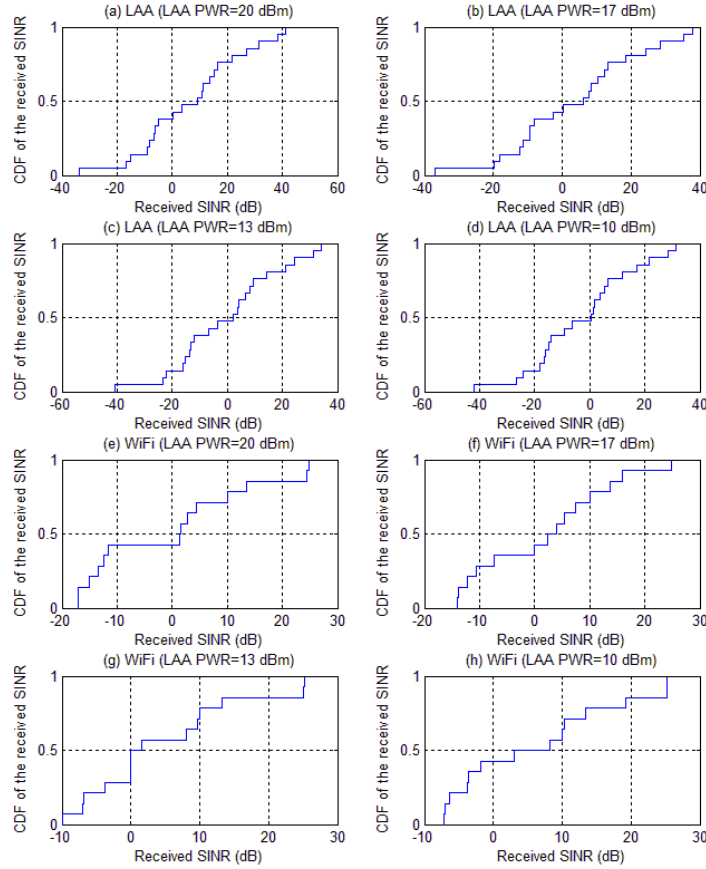 (a) LAA (LAA PWR=20 dBm)
CDF of the received SINR
1
0.5
0
-40
-20
0
20
40
60
Received SINR (dB)
(b) LAA (LAA PWR=17 dBm)
CDF of the received SINR
1
0.5
0
-40
-20
0
20
40
Received SINR (dB)
(c) LAA (LAA PWR=13 dBm)
CDF of the received SINR
1
0.5
0
-60
-40
-20
0
20
40
Received SINR (dB)
(d) LAA (LAA PWR=10 dBm)
CDF of the received SINR
1
0.5
0
-60
-40
-20
0
20
40
Received SINR (dB)
(e) WiFi (LAA PWR=20 dBm)
CDF of the received SINR
1
0.5
0
-20
-10
0
10
20
30
Received SINR (dB)
(f) WiFi (LAA PWR=17 dBm)
CDF of the received SINR
1
0.5
0
-20
-10
0
10
20
30
Received SINR (dB)
(g) WiFi (LAA PWR=13 dBm)
CDF of the received SINR
1
0.5
0
-10
0
10
20
30
Received SINR (dB)
(h) WiFi (LAA PWR=10 dBm)
CDF of the received SINR
1
0.5
0
-10
0
10
20
30
Received SINR (dB)